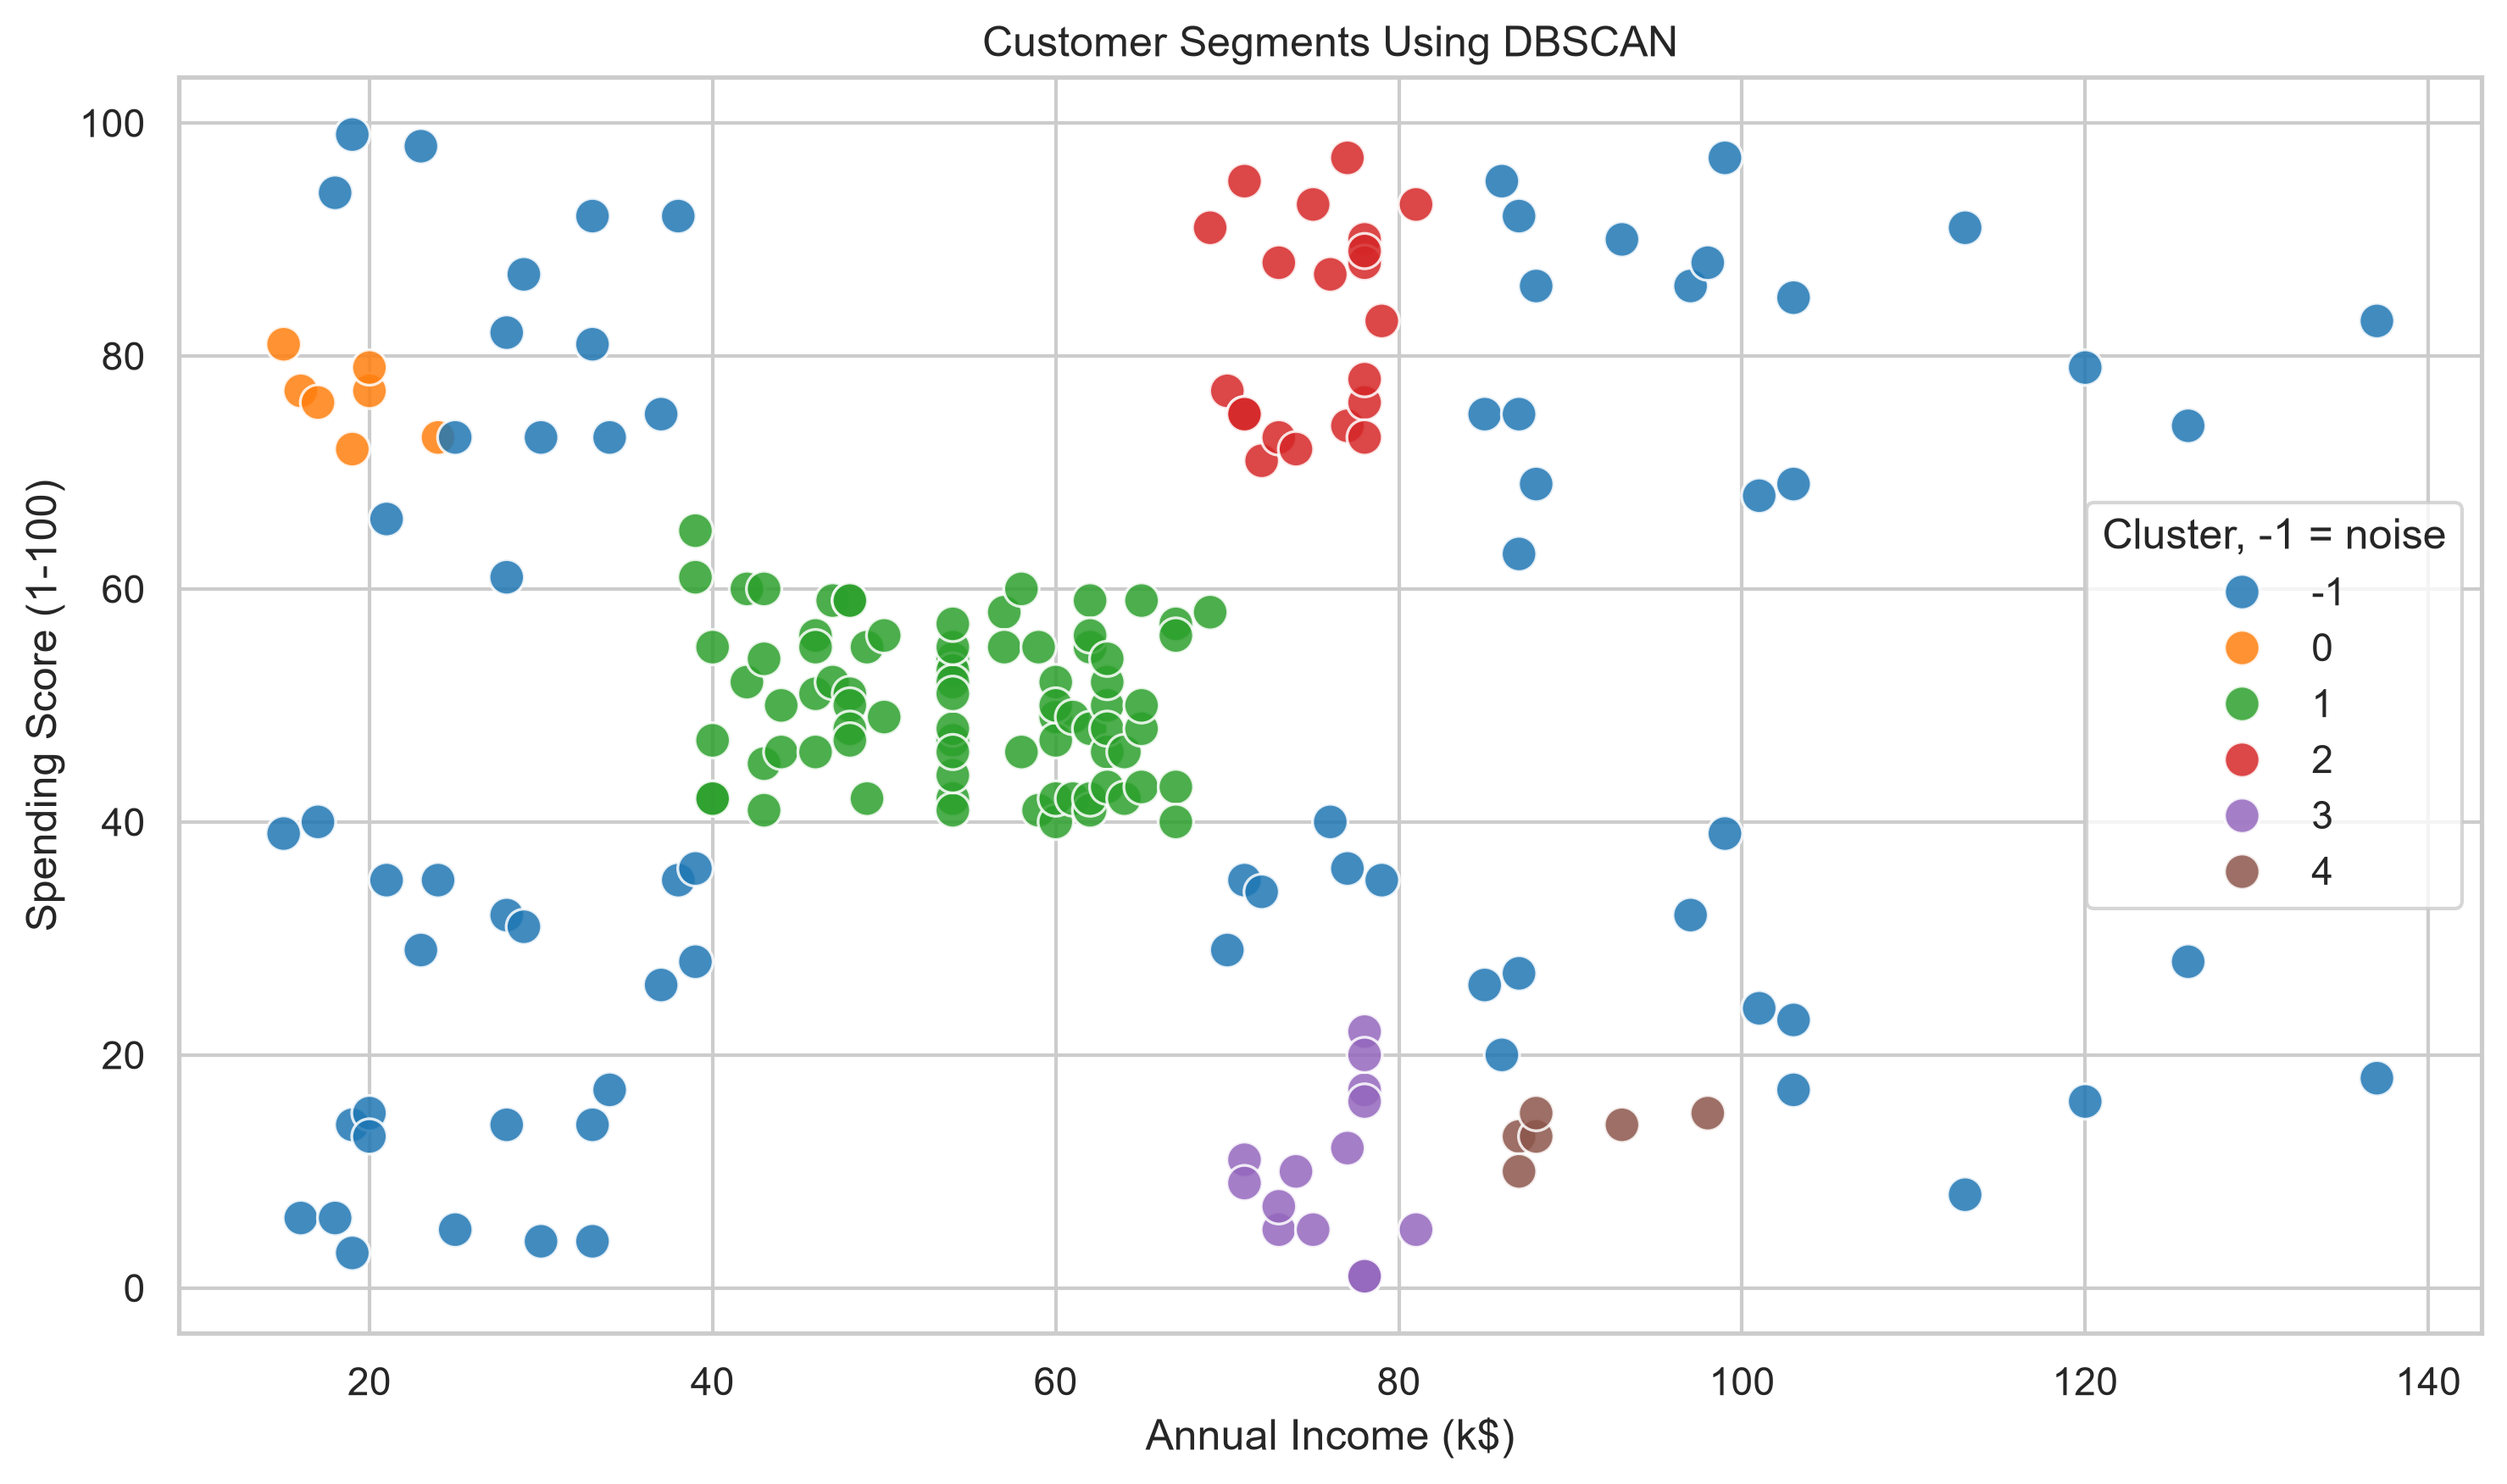 Customer Segments Using DBSCAN
100
80
60
40
20
0
Spending Score (1-100)
Cluster, -1 = noise
-1
0
1
2
3
4
20 40 60 80 100 120 140
Annual Income (k$)